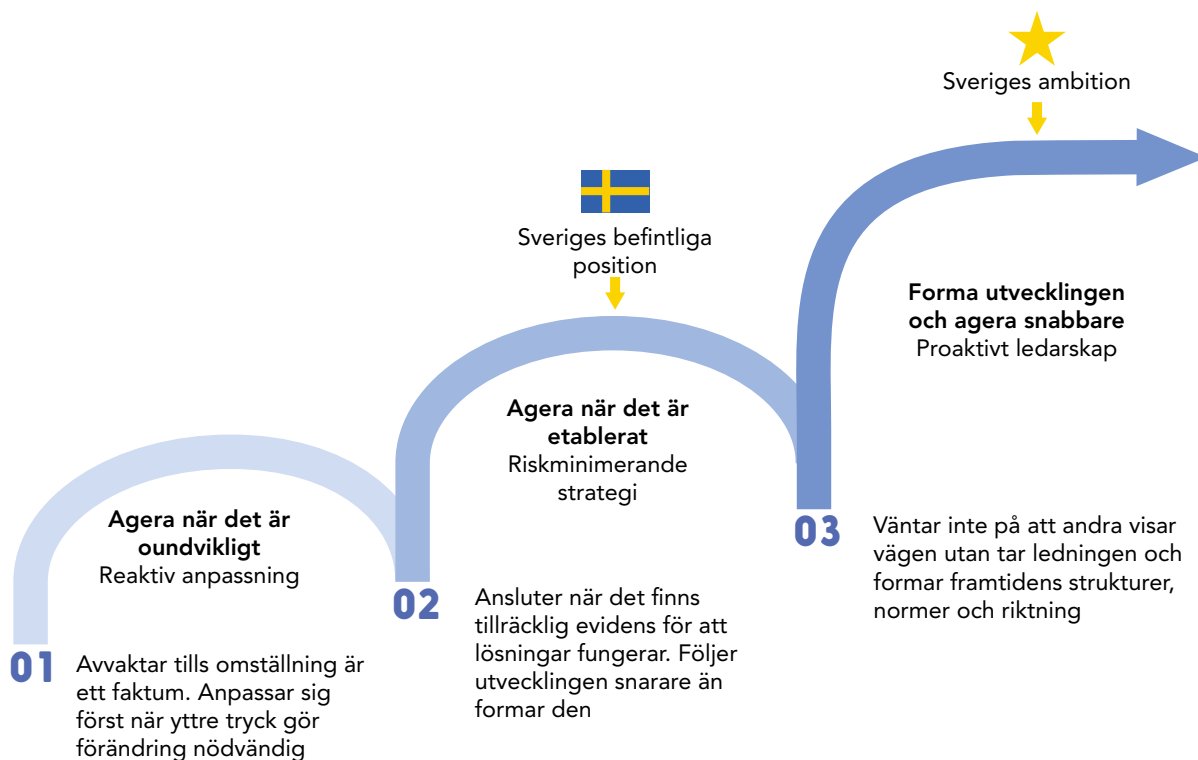 Sveriges ambition
Sveriges befintliga
position
Forma utvecklingen
och agera snabbare
Proaktivt ledarskap
Agera när det är
etablerat
Riskminimerande
strategi
Agera när det är
oundvikligt
Reaktiv anpassning
03
Väntar inte på att andra visar
vägen utan tar ledningen och
formar framtidens strukturer,
normer och riktning
02
Ansluter när det finns
tillräcklig evidens för att
lösningar fungerar. Följer
utvecklingen snarare än
formar den
01
Avvaktar tills omställning är
ett faktum. Anpassar sig
först när yttre tryck gör
förändring nödvändig